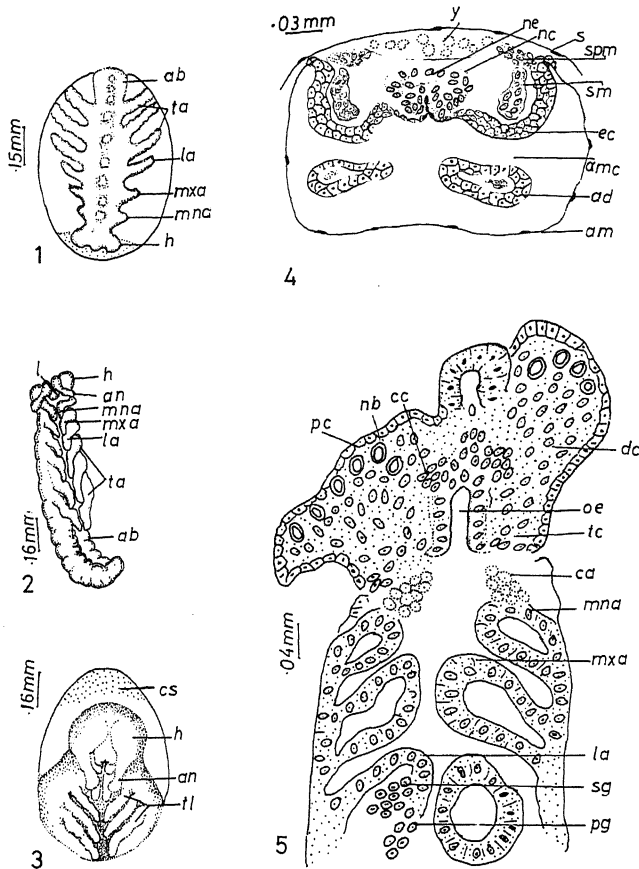 .15mm
ab
ta
la
mxa
mna
h
1
.03mm
y
ne
nc
s
spm
sm
ec
amc
ad
am
4
l
h
an
mna
mxa
la
ta
ab
.16mm
2
.16mm
cs
h
an
tl
3
pc
nb
cc
dc
oe
tc
ca
mna
mxa
la
sg
pg
.04mm
5